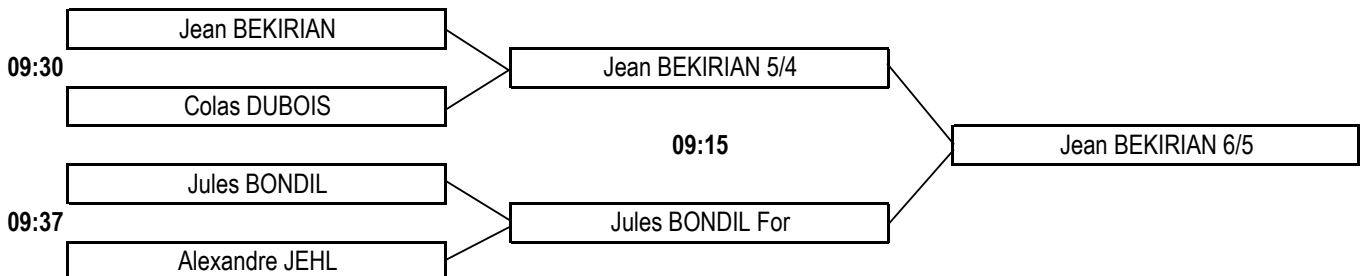 Jean BEKIRIAN
09:30
Jean BEKIRIAN 5/4
Colas DUBOIS
09:15
Jean BEKIRIAN 6/5
Jules BONDIL
09:37
Jules BONDIL For
Alexandre JEHL